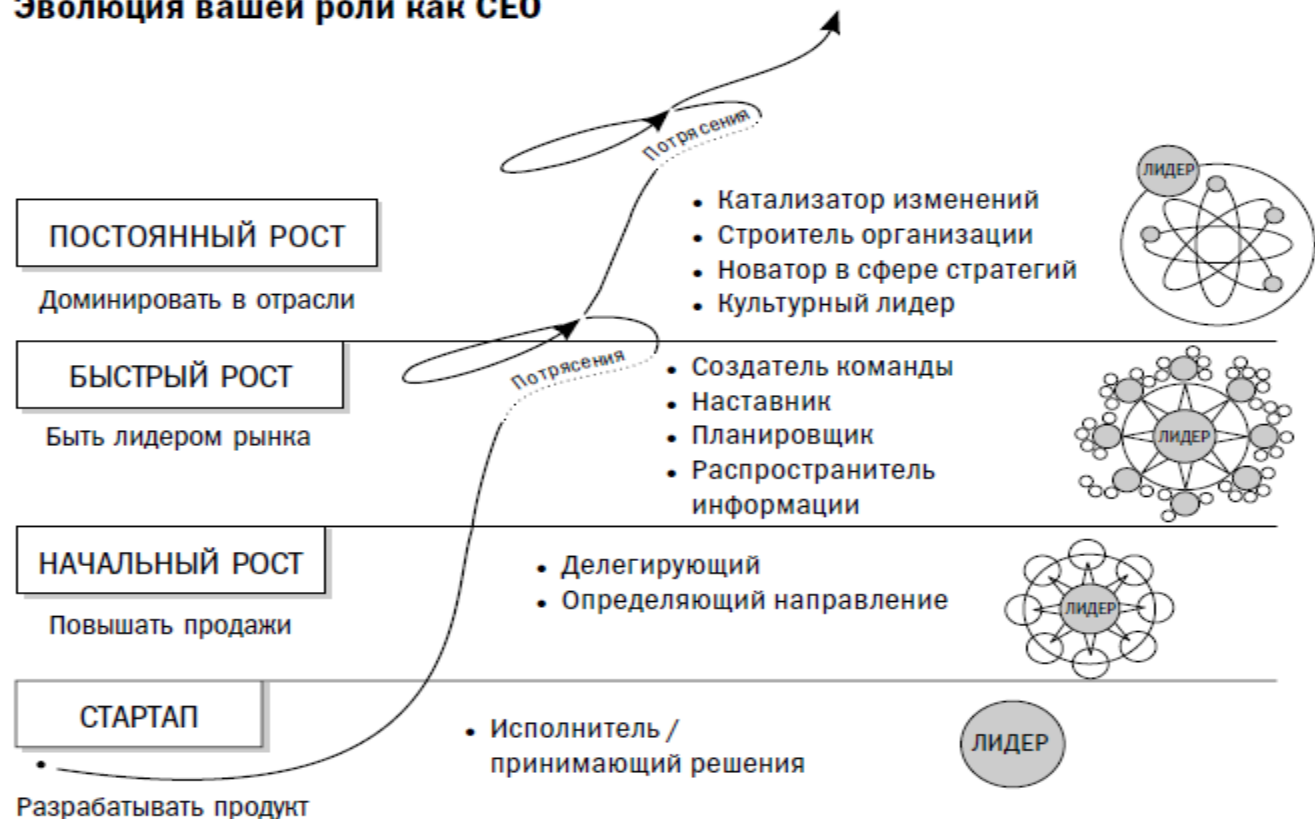 Эволюция вашей роли как CEO
Потрясения
ЛИДЕР
ПОСТОЯННЫЙ РОСТ
Доминировать в отрасли
• Катализатор изменений
• Строитель организации
• Новатор в сфере стратегий
• Культурный лидер
Потрясения
БЫСТРЫЙ РОСТ
Быть лидером рынка
• Создатель команды
• Наставник
• Планировщик
• Распространитель
информации
ЛИДЕР
НАЧАЛЬНЫЙ РОСТ
Повышать продажи
• Делегирующий
• Определяющий направление
ЛИДЕР
СТАРТАП
Разрабатывать продукт
• Исполнитель /
принимающий решения
ЛИДЕР